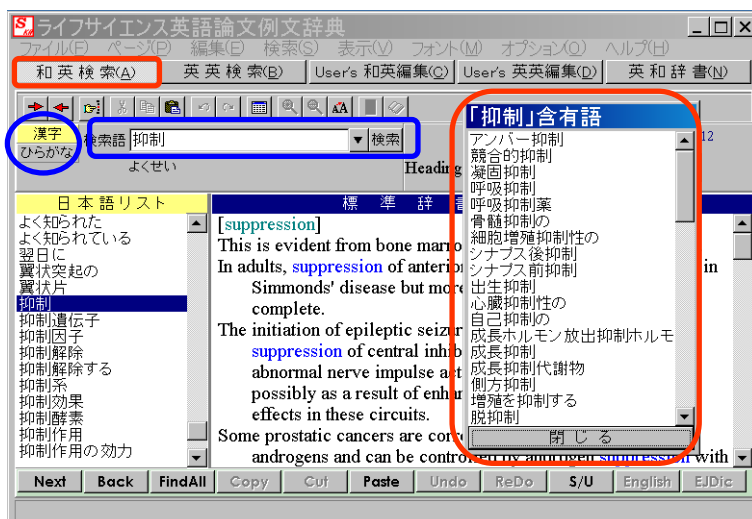 ライフサイエンス英語論文例文辞典
ファイル(F) ページ(P) 編集(E) 検索(S) 表示(V) フォント(M) オプション(O) ヘルプ(H)
和英検索(A) 英英検索(B) User's 和英編集(C) User's 英英編集(D) 英和辞書(N)
漢字
ひらがな
検索語 抑制 検索
よくせい
Heading
12
日本語リスト
よく知られた
よく知られている
翌日に
翼状突起の
翼状片
抑制
抑制遺伝子
抑制因子
抑制解除
抑制解除する
抑制系
抑制効果
抑制酵素
抑制作用
抑制作用の効力
標準辞書
[suppression]
This is evident from bone marro
In adults, suppression of anterior in
Simmonds' disease but more
complete.
The initiation of epileptic seizur
suppression of central inhib
abnormal nerve impulse act
possibly as a result of enhan
effects in these circuits.
Some prostatic cancers are corre
androgens and can be controlled by androgen suppression with
「抑制」含有語
アンバー抑制
競合的抑制
凝固抑制
呼吸抑制
呼吸抑制薬
骨髄抑制の
細胞増殖抑制性の
シナプス後抑制
シナプス前抑制
出生抑制
心臓抑制性の
自己抑制の
成長ホルモン放出抑制ホルモ
成長抑制
成長抑制代謝物
側方抑制
増殖を抑制する
脱抑制
閉じる
Next Back FindAll Copy Cut Paste Undo ReDo S/U English EJDic